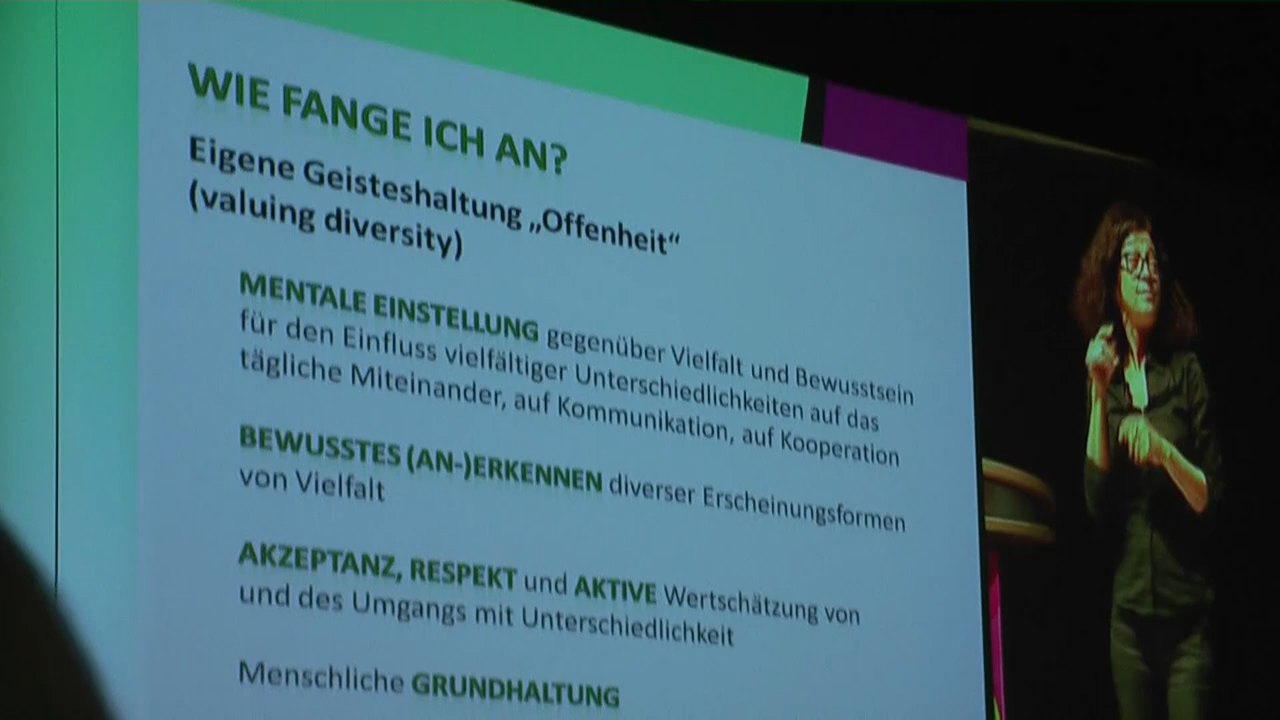 WIE FANGE ICH AN?
Eigene Geisteshaltung „Offenheit“
(valuing diversity)
MENTALE EINSTELLUNG gegenüber Vielfalt und Bewusstsein
für den Einfluss vielfältiger Unterschiedlichkeiten auf das
tägliche Miteinander, auf Kommunikation, auf Kooperation
BEWUSSTES (AN-)ERKENNEN diverser Erscheinungsformen
von Vielfalt
AKZEPTANZ, RESPEKT und AKTIVE Wertschätzung von
und des Umgangs mit Unterschiedlichkeit
Menschliche GRUNDHALTUNG